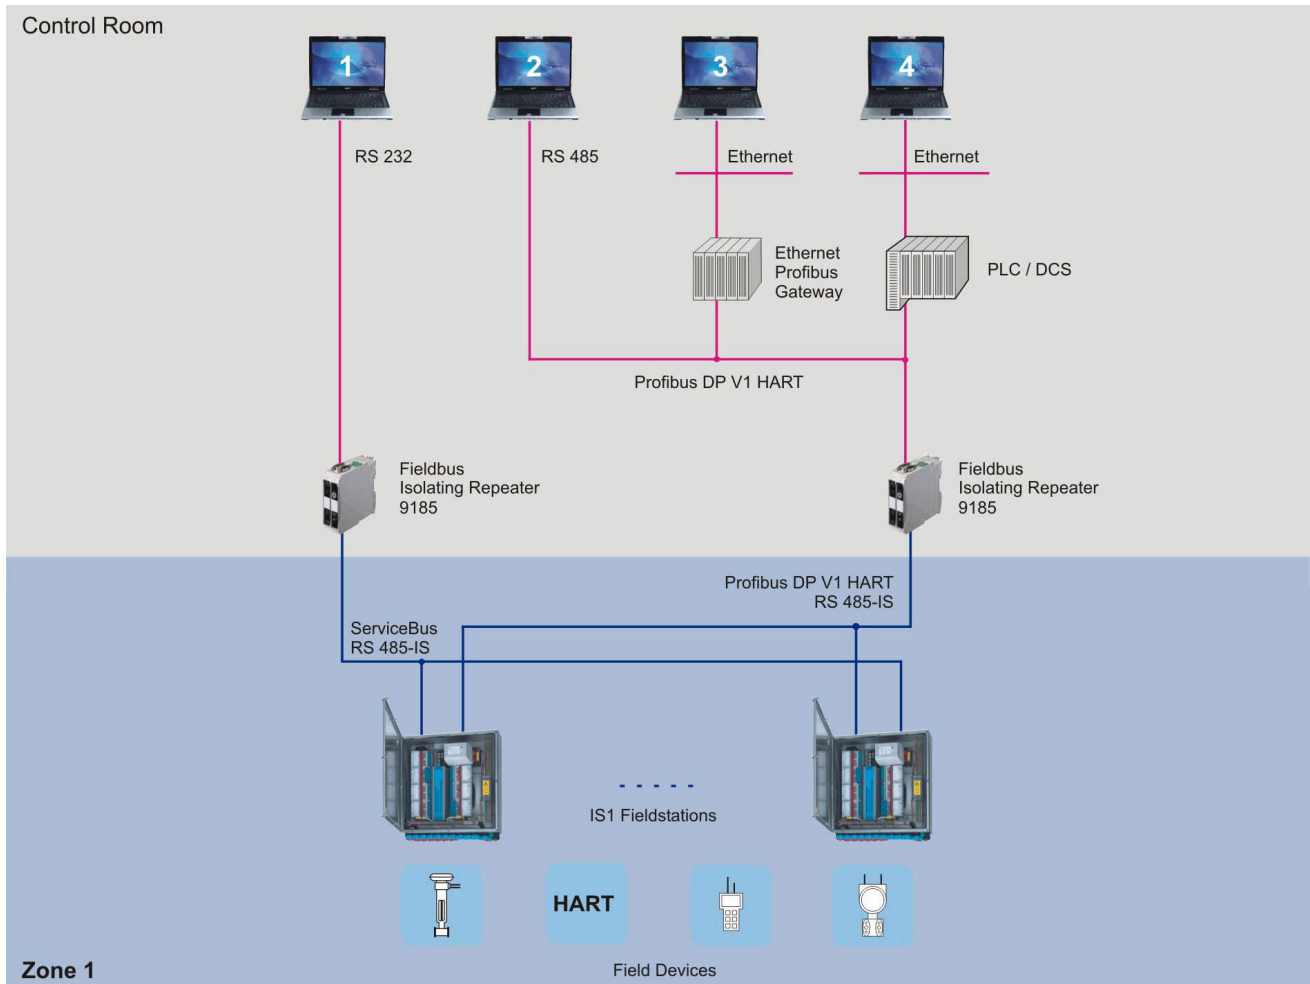 Control Room
1
2
3
4
RS 232
RS 485
Ethernet
Ethernet
Ethernet
Profibus
Gateway
PLC / DCS
Profibus DP V1 HART
Fieldbus
Isolating Repeater
9185
Fieldbus
Isolating Repeater
9185
Profibus DP V1 HART
RS 485-IS
ServiceBus
RS 485-IS
IS1 Fieldstations
HART
Field Devices
Zone 1